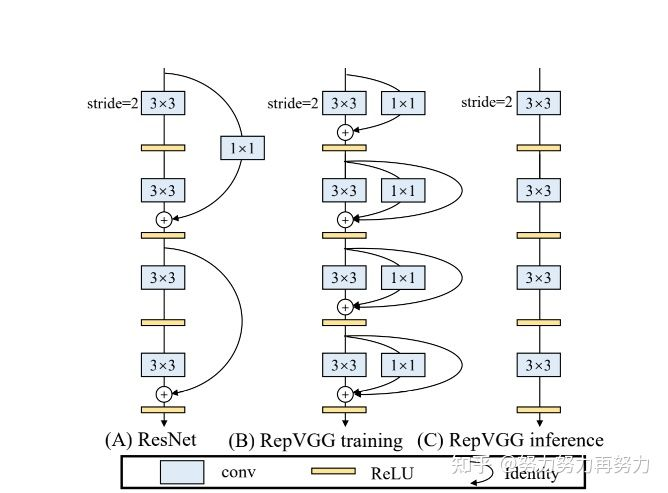 stride=2 3×3 stride=2 3×3 1×1 stride=2 3×3
1×1
3×3 3×3 1×1 3×3
3×3 3×3 1×1 3×3
3×3 3×3 1×1 3×3
(A) ResNet (B) RepVGG training (C) RepVGG inference
conv ReLU Identity
知乎 @努力努力再努力